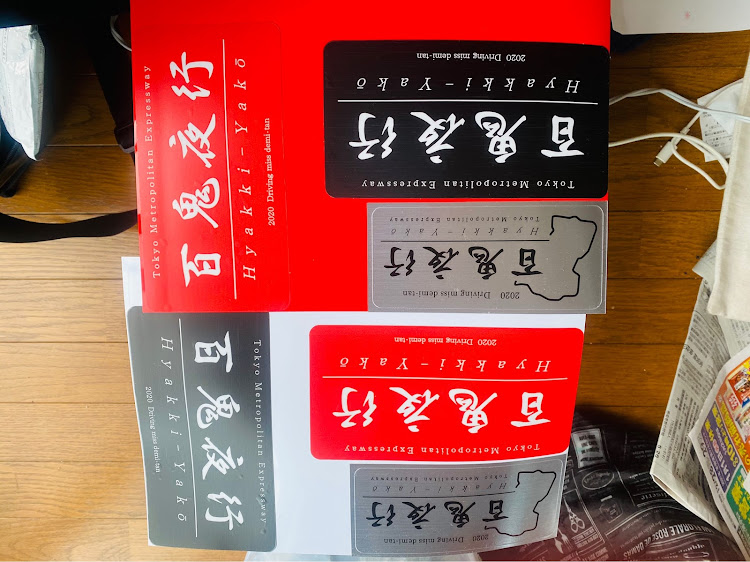 Tokyo Metropolitan Expressway
百鬼夜行
Hyakki-Yakō
2020 Driving miss demi-tan
Tokyo Metropolitan Expressway
百鬼夜行
Hyakki-Yakō
2020 Driving miss demi-tan
Tokyo Metropolitan Expressway
Hyakki-Yakō
百鬼夜行
2020 Driving miss demi-tan
Tokyo Metropolitan Expressway
百鬼夜行
Hyakki-Yakō
2020 Driving miss demi-tan
Tokyo Metropolitan Expressway
百鬼夜行
Hyakki-Yakō
2020 Driving miss demi-tan
Tokyo Metropolitan Expressway
Hyakki-Yakō
百鬼夜行
2020 Driving miss demi-tan